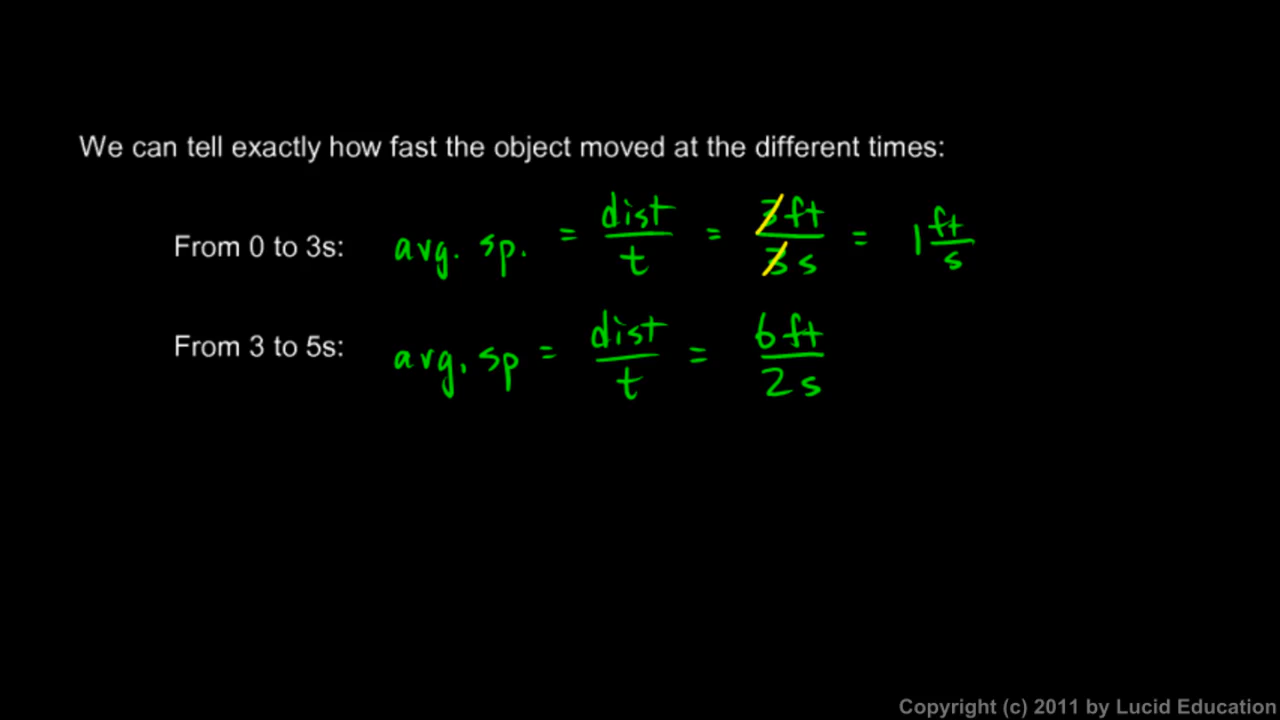 We can tell exactly how fast the object moved at the different times:
From 0 to 3s: avg. sp. = dist/t = 3ft/3s = 1 ft/s
From 3 to 5s: avg. sp = dist/t = 6ft/2s
Copyright (c) 2011 by Lucid Education